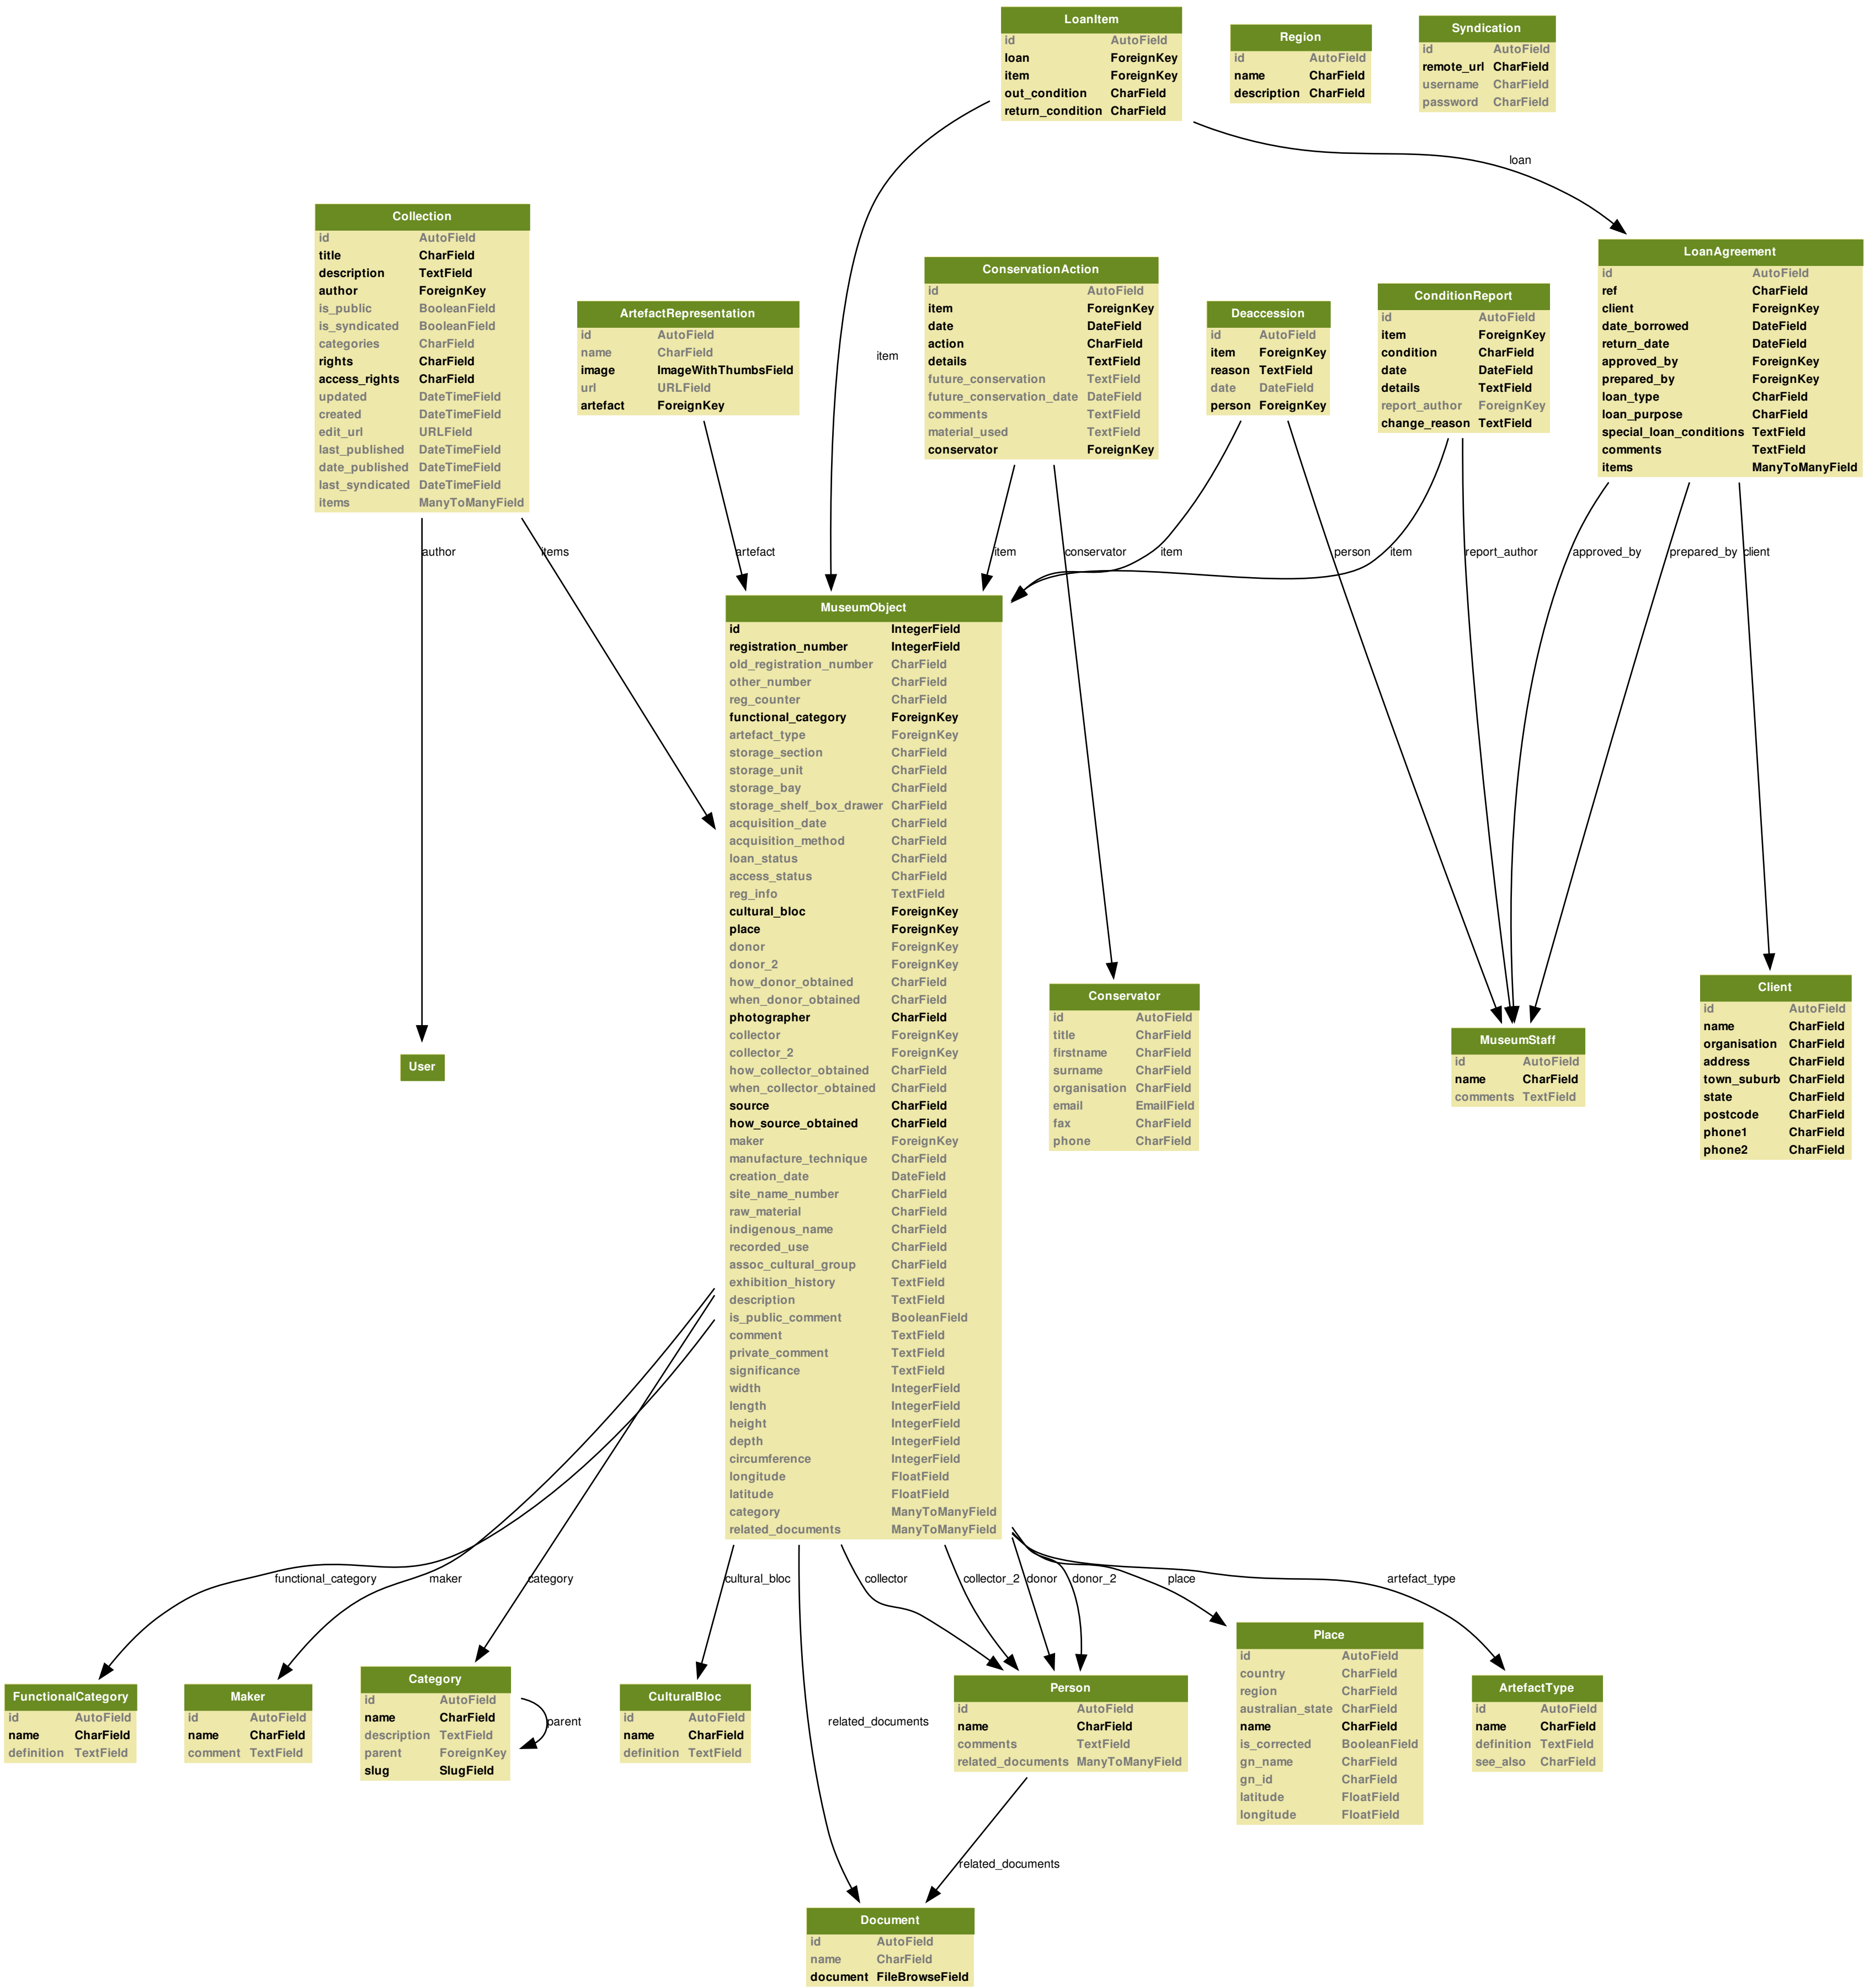 LoanItem
id AutoField
loan ForeignKey
item ForeignKey
out_condition CharField
return_condition CharField
Region
id AutoField
name CharField
description CharField
Syndication
id AutoField
remote_url CharField
username CharField
password CharField
loan
item
Collection
id AutoField
title CharField
description TextField
author ForeignKey
is_public BooleanField
is_syndicated BooleanField
categories CharField
rights CharField
access_rights CharField
updated DateTimeField
created DateTimeField
edit_url URLField
last_published DateTimeField
date_published DateTimeField
last_syndicated DateTimeField
items ManyToManyField
ArtefactRepresentation
id AutoField
name CharField
image ImageWithThumbsField
url URLField
artefact ForeignKey
ConservationAction
id AutoField
item ForeignKey
date DateField
action CharField
details TextField
future_conservation TextField
future_conservation_date DateField
comments TextField
material_used TextField
conservator ForeignKey
Deaccession
id AutoField
item ForeignKey
reason TextField
date DateField
person ForeignKey
ConditionReport
id AutoField
item ForeignKey
condition CharField
date DateField
details TextField
report_author ForeignKey
change_reason TextField
LoanAgreement
id AutoField
ref CharField
client ForeignKey
date_borrowed DateField
return_date DateField
approved_by ForeignKey
prepared_by ForeignKey
loan_type CharField
loan_purpose CharField
special_loan_conditions TextField
comments TextField
items ManyToManyField
author items artefact item conservator item person item report_author approved_by prepared_by client
MuseumObject
id IntegerField
registration_number IntegerField
old_registration_number CharField
other_number CharField
reg_counter CharField
functional_category ForeignKey
artefact_type ForeignKey
storage_section CharField
storage_unit CharField
storage_bay CharField
storage_shelf_box_drawer CharField
acquisition_date CharField
acquisition_method CharField
loan_status CharField
access_status CharField
reg_info TextField
cultural_bloc ForeignKey
place ForeignKey
donor ForeignKey
donor_2 ForeignKey
how_donor_obtained CharField
when_donor_obtained CharField
photographer CharField
collector ForeignKey
collector_2 ForeignKey
how_collector_obtained CharField
when_collector_obtained CharField
source CharField
how_source_obtained CharField
maker ForeignKey
manufacture_technique CharField
creation_date DateField
site_name_number CharField
raw_material CharField
indigenous_name CharField
recorded_use CharField
assoc_cultural_group CharField
exhibition_history TextField
description TextField
is_public_comment BooleanField
comment TextField
private_comment TextField
significance TextField
width IntegerField
length IntegerField
height IntegerField
depth IntegerField
circumference IntegerField
longitude FloatField
latitude FloatField
category ManyToManyField
related_documents ManyToManyField
User
Conservator
id AutoField
title CharField
firstname CharField
surname CharField
organisation CharField
email EmailField
fax CharField
phone CharField
MuseumStaff
id AutoField
name CharField
comments TextField
Client
id AutoField
name CharField
organisation CharField
address CharField
town_suburb CharField
state CharField
postcode CharField
phone1 CharField
phone2 CharField
functional_category maker category cultural_bloc collector collector_2 donor donor_2 place artefact_type
FunctionalCategory
id AutoField
name CharField
definition TextField
Maker
id AutoField
name CharField
comment TextField
Category
id AutoField
name CharField
description TextField
parent ForeignKey
slug SlugField
parent
CulturalBloc
id AutoField
name CharField
definition TextField
related_documents
Person
id AutoField
name CharField
comments TextField
related_documents ManyToManyField
Place
id AutoField
country CharField
region CharField
australian_state CharField
name CharField
is_corrected BooleanField
gn_name CharField
gn_id CharField
latitude FloatField
longitude FloatField
ArtefactType
id AutoField
name CharField
definition TextField
see_also CharField
related_documents
Document
id AutoField
name CharField
document FileBrowseField